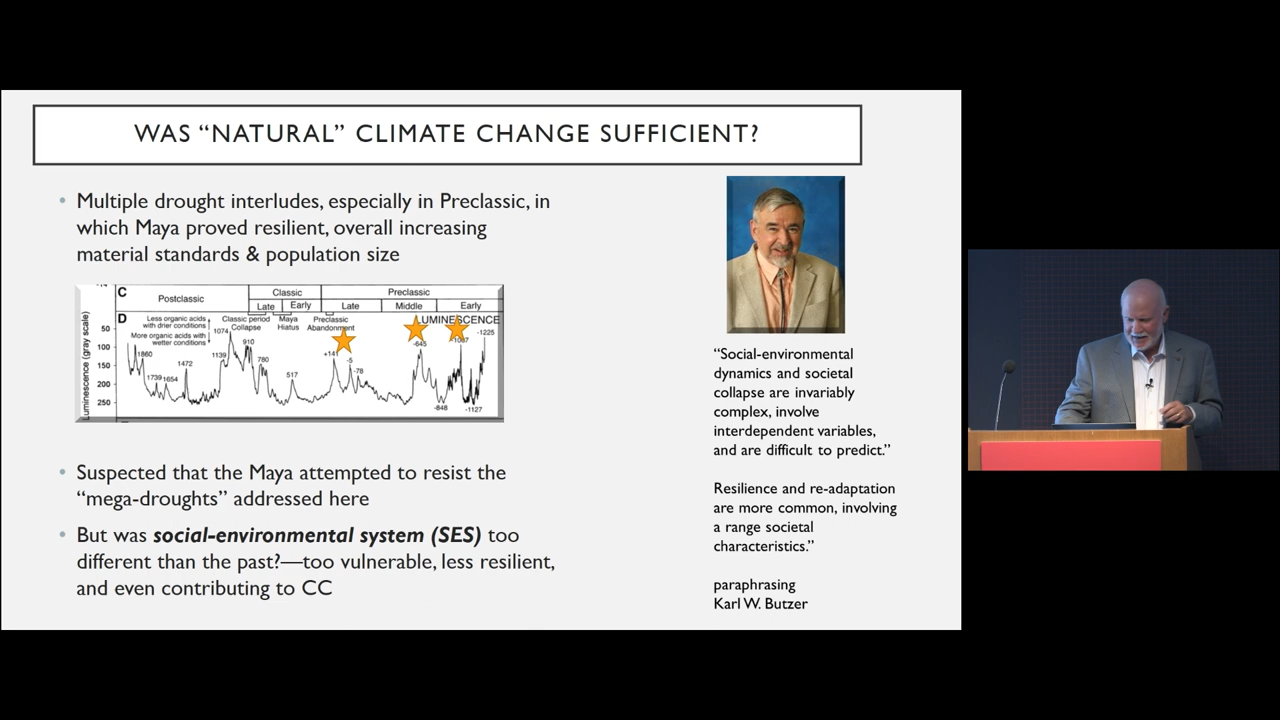 WAS “NATURAL” CLIMATE CHANGE SUFFICIENT?
• Multiple drought interludes, especially in Preclassic, in
which Maya proved resilient, overall increasing
material standards & population size
C
Postclassic
Classic
Preclassic
Late
Early
Late
Middle
Early
D
Luminescence (gray scale)
50
100
150
200
250
Less organic acids
with drier conditions
More organic acids with
wetter conditions
Classic period
Collapse
Maya
Hiatus
Preclassic
Abandonment
LUMINESCENCE
1860
1739
1654
1472
1139
1074
910
780
517
+141
-5
-78
-645
-848
-1127
-1225
• Suspected that the Maya attempted to resist the
“mega-droughts” addressed here
• But was social-environmental system (SES) too
different than the past?—too vulnerable, less resilient,
and even contributing to CC
“Social-environmental
dynamics and societal
collapse are invariably
complex, involve
interdependent variables,
and are difficult to predict.”
Resilience and re-adaptation
are more common, involving
a range societal
characteristics.”
paraphrasing
Karl W. Butzer